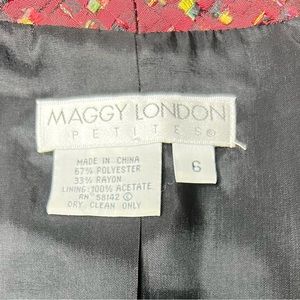 MAGGY LONDON
PETITES®
MADE IN CHINA
67% POLYESTER
33% RAYON
LINING-100% ACETATE
RN 58142 ©
DRY CLEAN ONLY
6